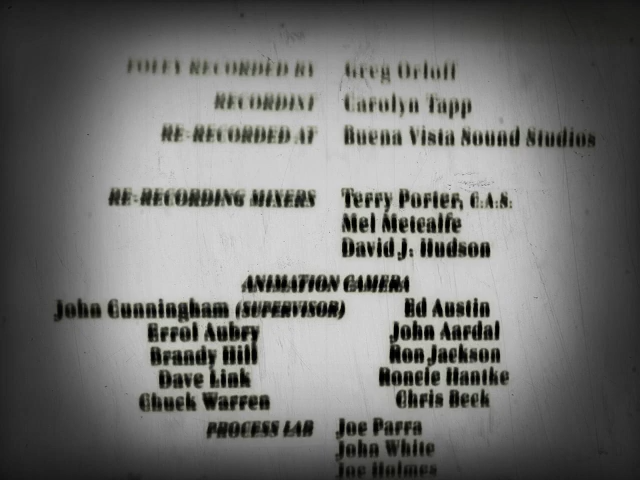 FOLEY RECORDED BY Greg Orloff
RECORDIST Carolyn Tapp
RE-RECORDED AT Buena Vista Sound Studios
RE-RECORDING MIXERS Terry Porter, C.A.S.
Mel Metcalfe
David J. Hudson
ANIMATION CAMERA
John Cunningham (SUPERVISOR) Ed Austin
Errol Aubry John Aardal
Brandy Hill Ron Jackson
Dave Link Roncie Hantke
Chuck Warren Chris Beck
PROCESS LAB Joe Parra
John White
Joe Holmes